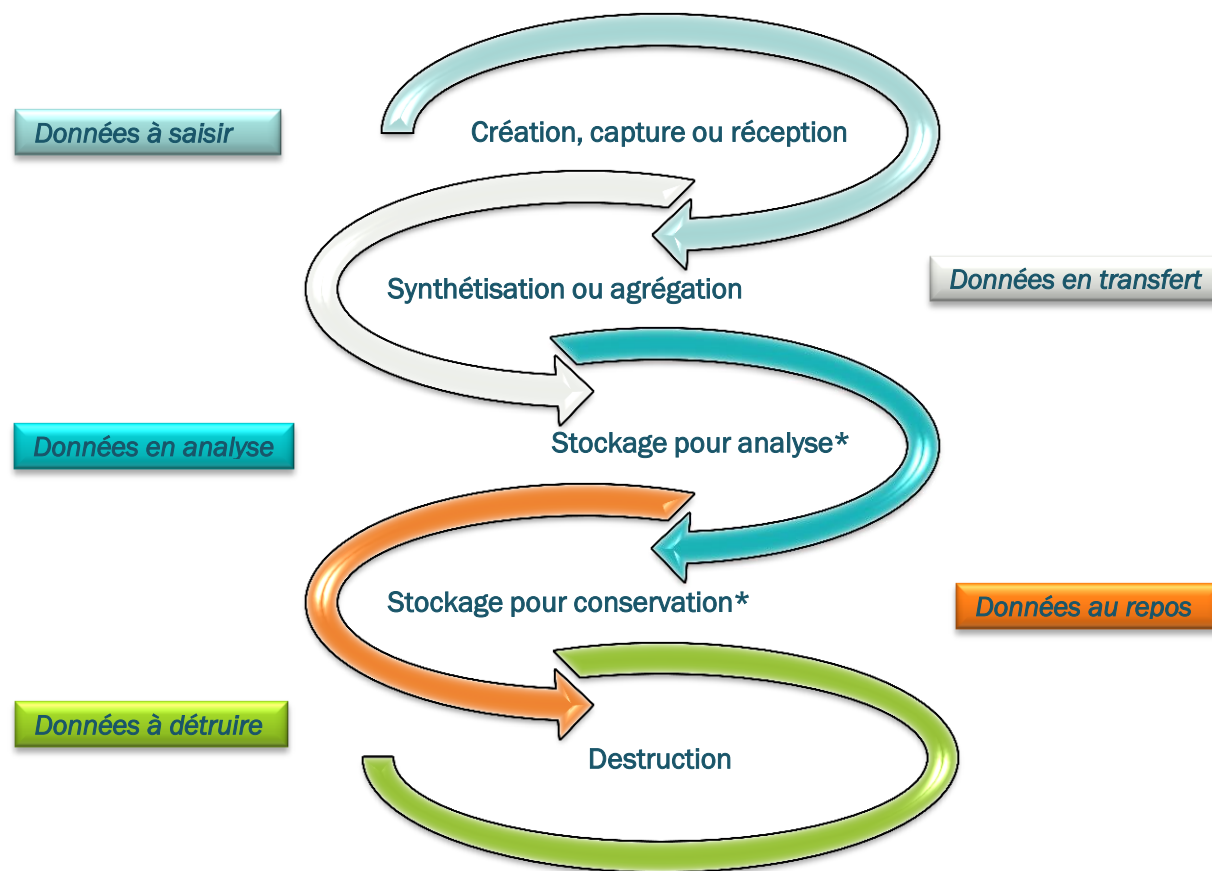 Données à saisir
Création, capture ou réception
Synthétisation ou agrégation
Données en transfert
Données en analyse
Stockage pour analyse*
Stockage pour conservation*
Données au repos
Données à détruire
Destruction